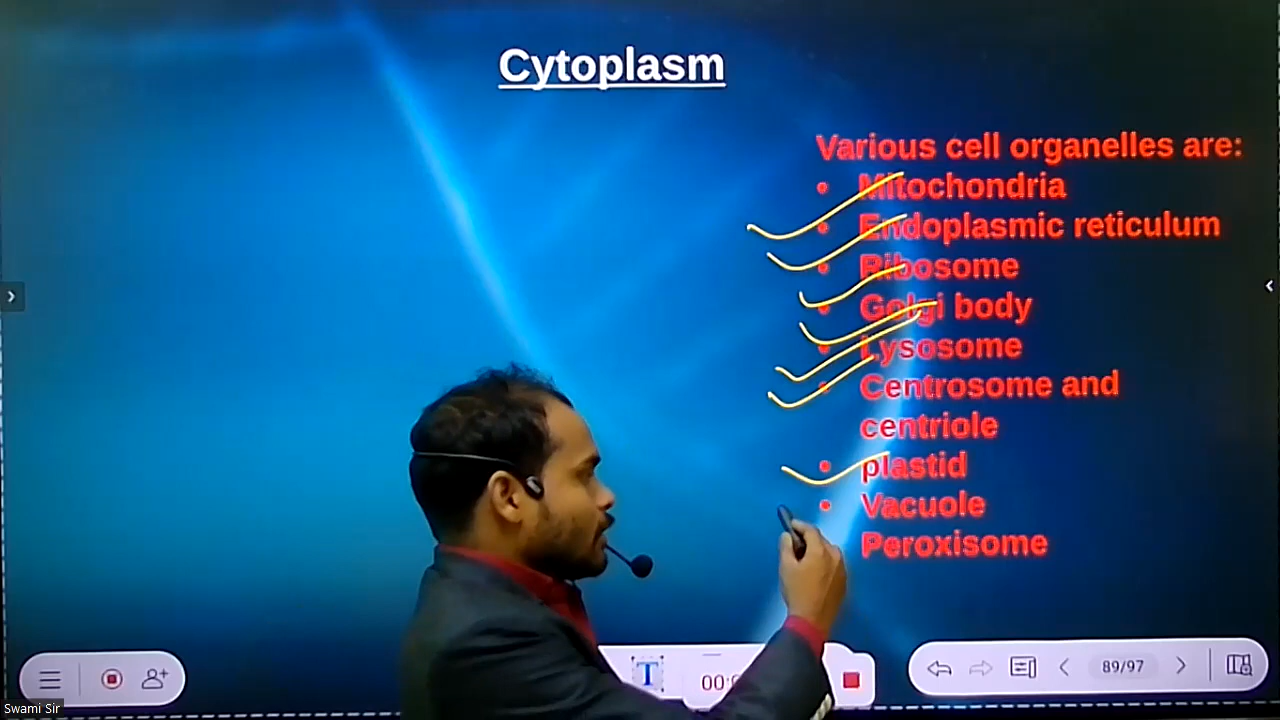 Cytoplasm
Various cell organelles are:
• Mitochondria
• Endoplasmic reticulum
• Ribosome
• Golgi body
• Lysosome
• Centrosome and
centriole
• plastid
• Vacuole
Peroxisome
T
89/97
Swami Sir